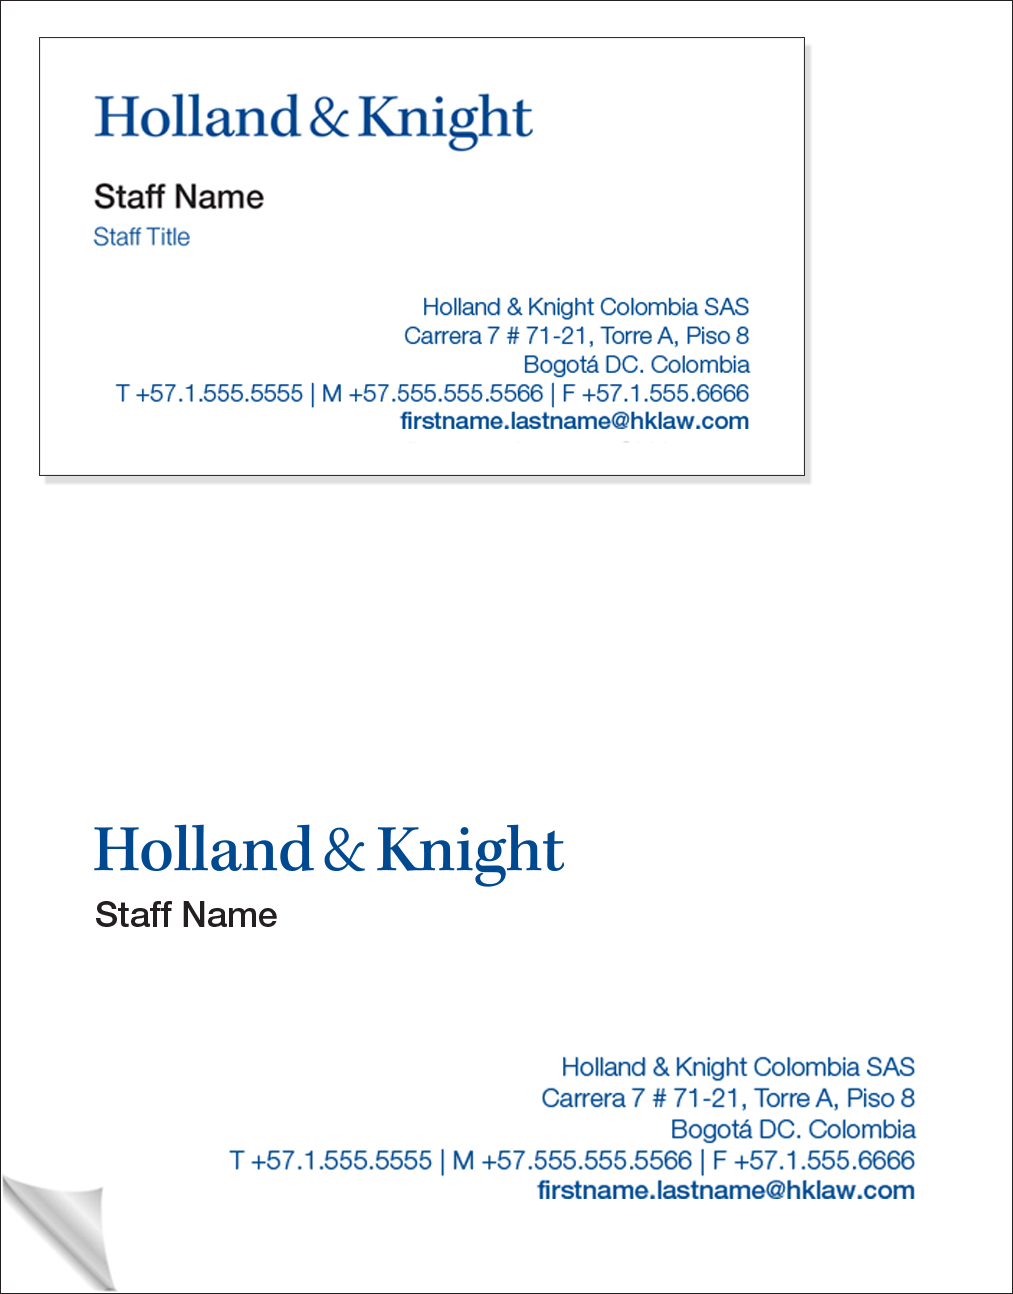 Holland & Knight
Staff Name
Staff Title
Holland & Knight Colombia SAS
Carrera 7 # 71-21, Torre A, Piso 8
Bogotá DC. Colombia
T +57.1.555.5555 | M +57.555.555.5566 | F +57.1.555.6666
firstname.lastname@hklaw.com
Holland & Knight
Staff Name
Holland & Knight Colombia SAS
Carrera 7 # 71-21, Torre A, Piso 8
Bogotá DC. Colombia
T +57.1.555.5555 | M +57.555.555.5566 | F +57.1.555.6666
firstname.lastname@hklaw.com